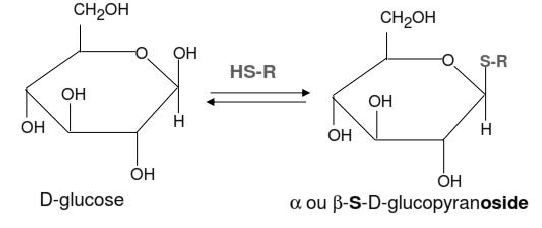 CH₂OH
O OH
OH
OH
H
OH
D-glucose
HS-R
CH₂OH
O S-R
OH
OH
H
OH
α ou β-S-D-glucopyranoside